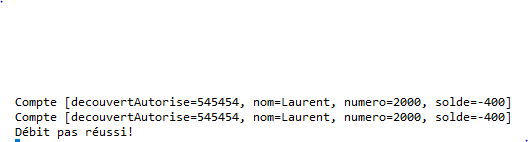 Compte [decouvertAutorise=545454, nom=Laurent, numero=2000, solde=-400]
Compte [decouvertAutorise=545454, nom=Laurent, numero=2000, solde=-400]
Débit pas réussi!